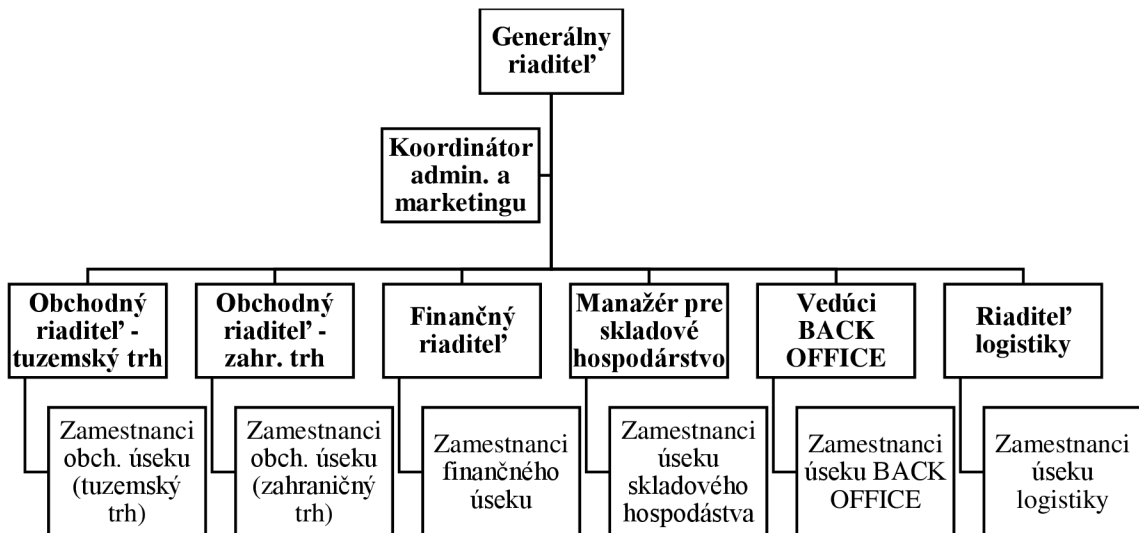 Generálny
riaditeľ
Koordinátor
admin. a
marketingu
Obchodný
riaditeľ -
tuzemský trh
Obchodný
riaditeľ -
zahr. trh
Finančný
riaditeľ
Manažér pre
skladové
hospodárstvo
Vedúci
BACK
OFFICE
Riaditeľ
logistiky
Zamestnanci
obch. úseku
(tuzemský
trh)
Zamestnanci
obch. úseku
(zahraničný
trh)
Zamestnanci
finančného
úseku
Zamestnanci
úseku
skladového
hospodástva
Zamestnanci
úseku BACK
OFFICE
Zamestnanci
úseku
logistiky